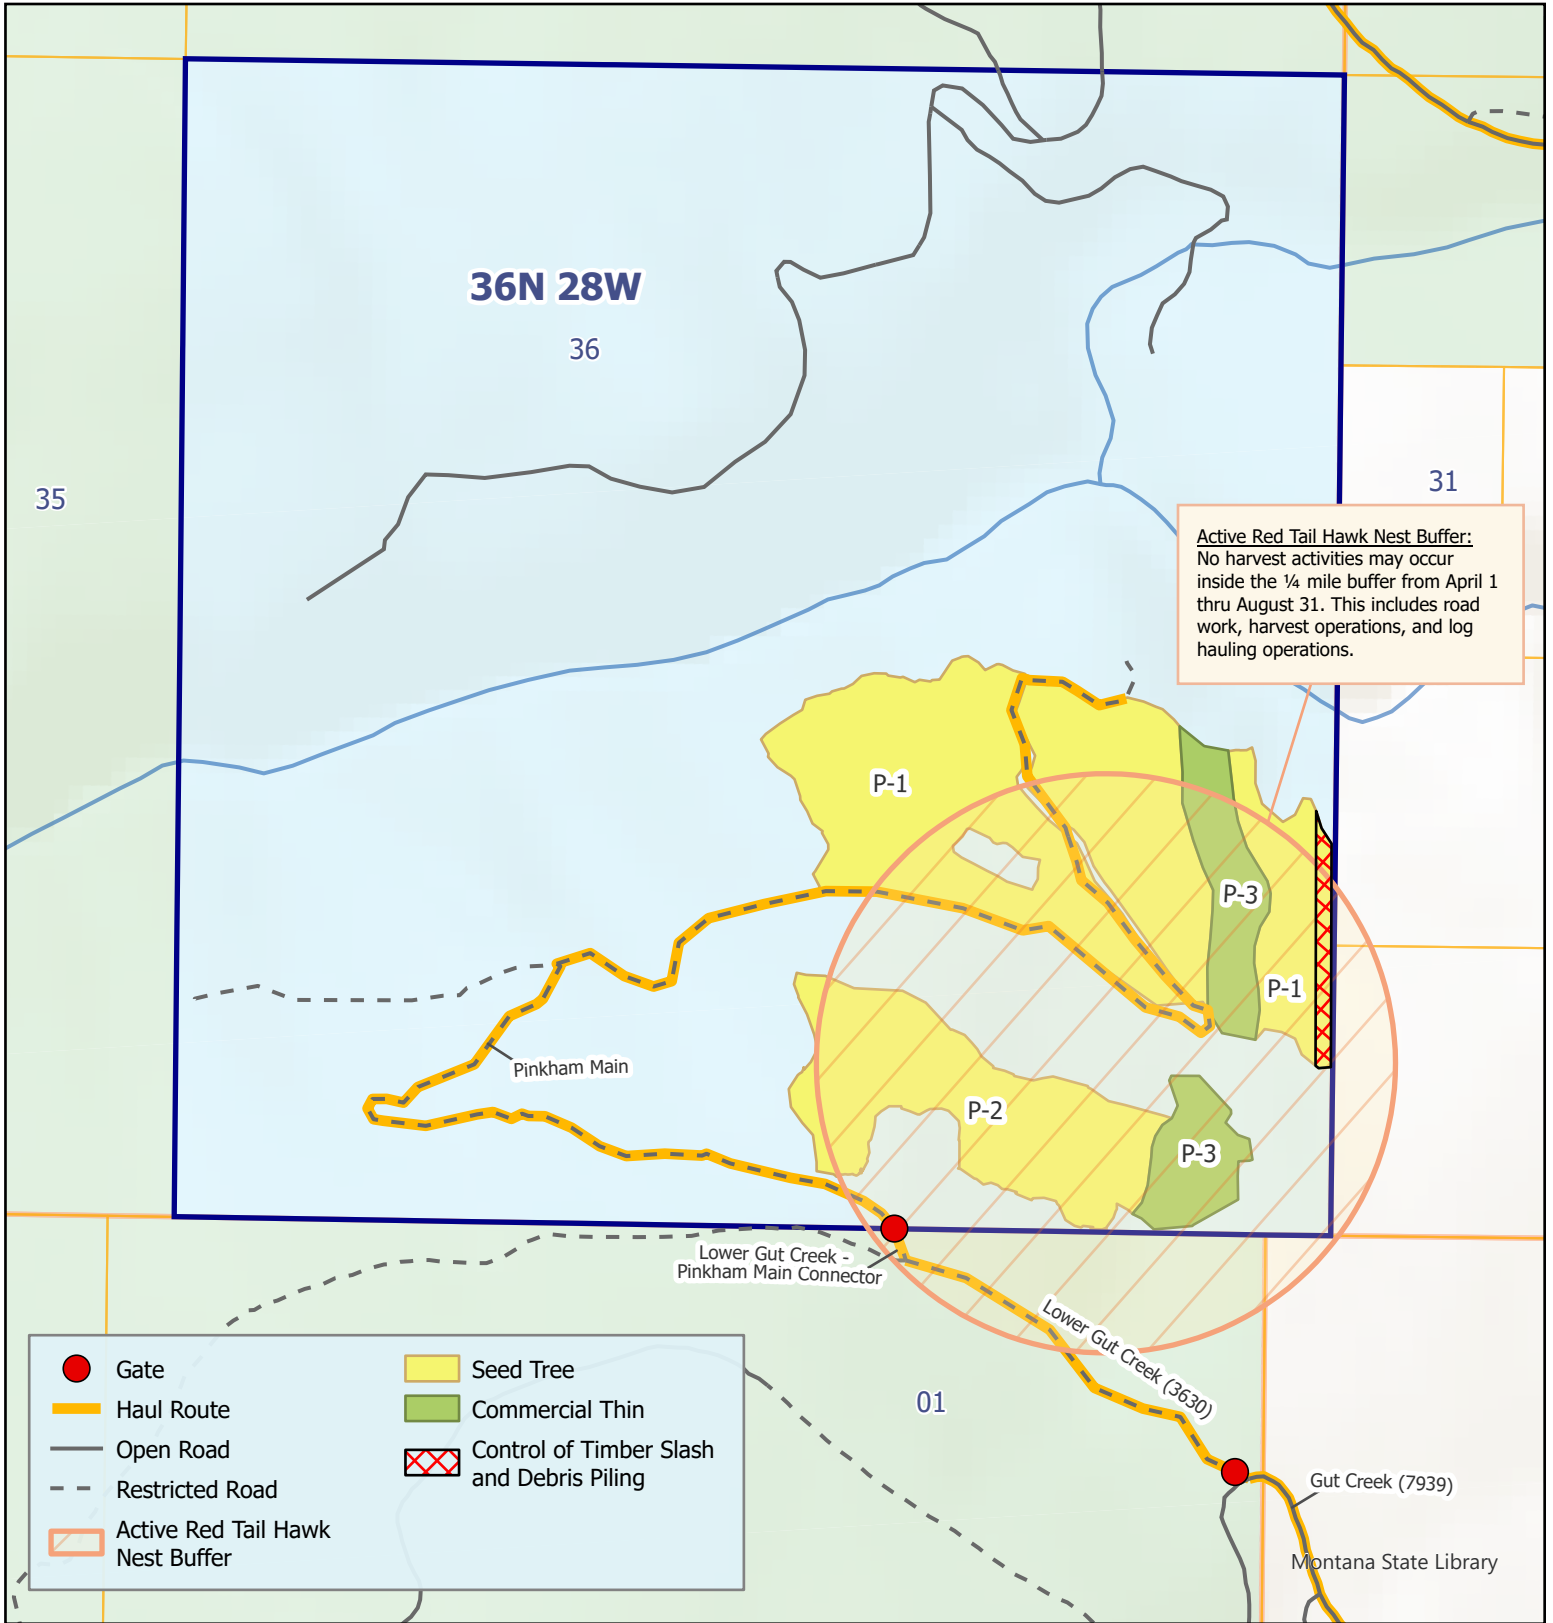 36N 28W
36
35
31
Active Red Tail Hawk Nest Buffer:
No harvest activities may occur
inside the ¼ mile buffer from April 1
thru August 31. This includes road
work, harvest operations, and log
hauling operations.
P-1
P-3
P-1
Pinkham Main
P-2
P-3
Lower Gut Creek -
Pinkham Main Connector
Lower Gut Creek (3630)
01
Gut Creek (7939)
Montana State Library
Gate
Haul Route
Open Road
Restricted Road
Active Red Tail Hawk
Nest Buffer
Seed Tree
Commercial Thin
Control of Timber Slash
and Debris Piling